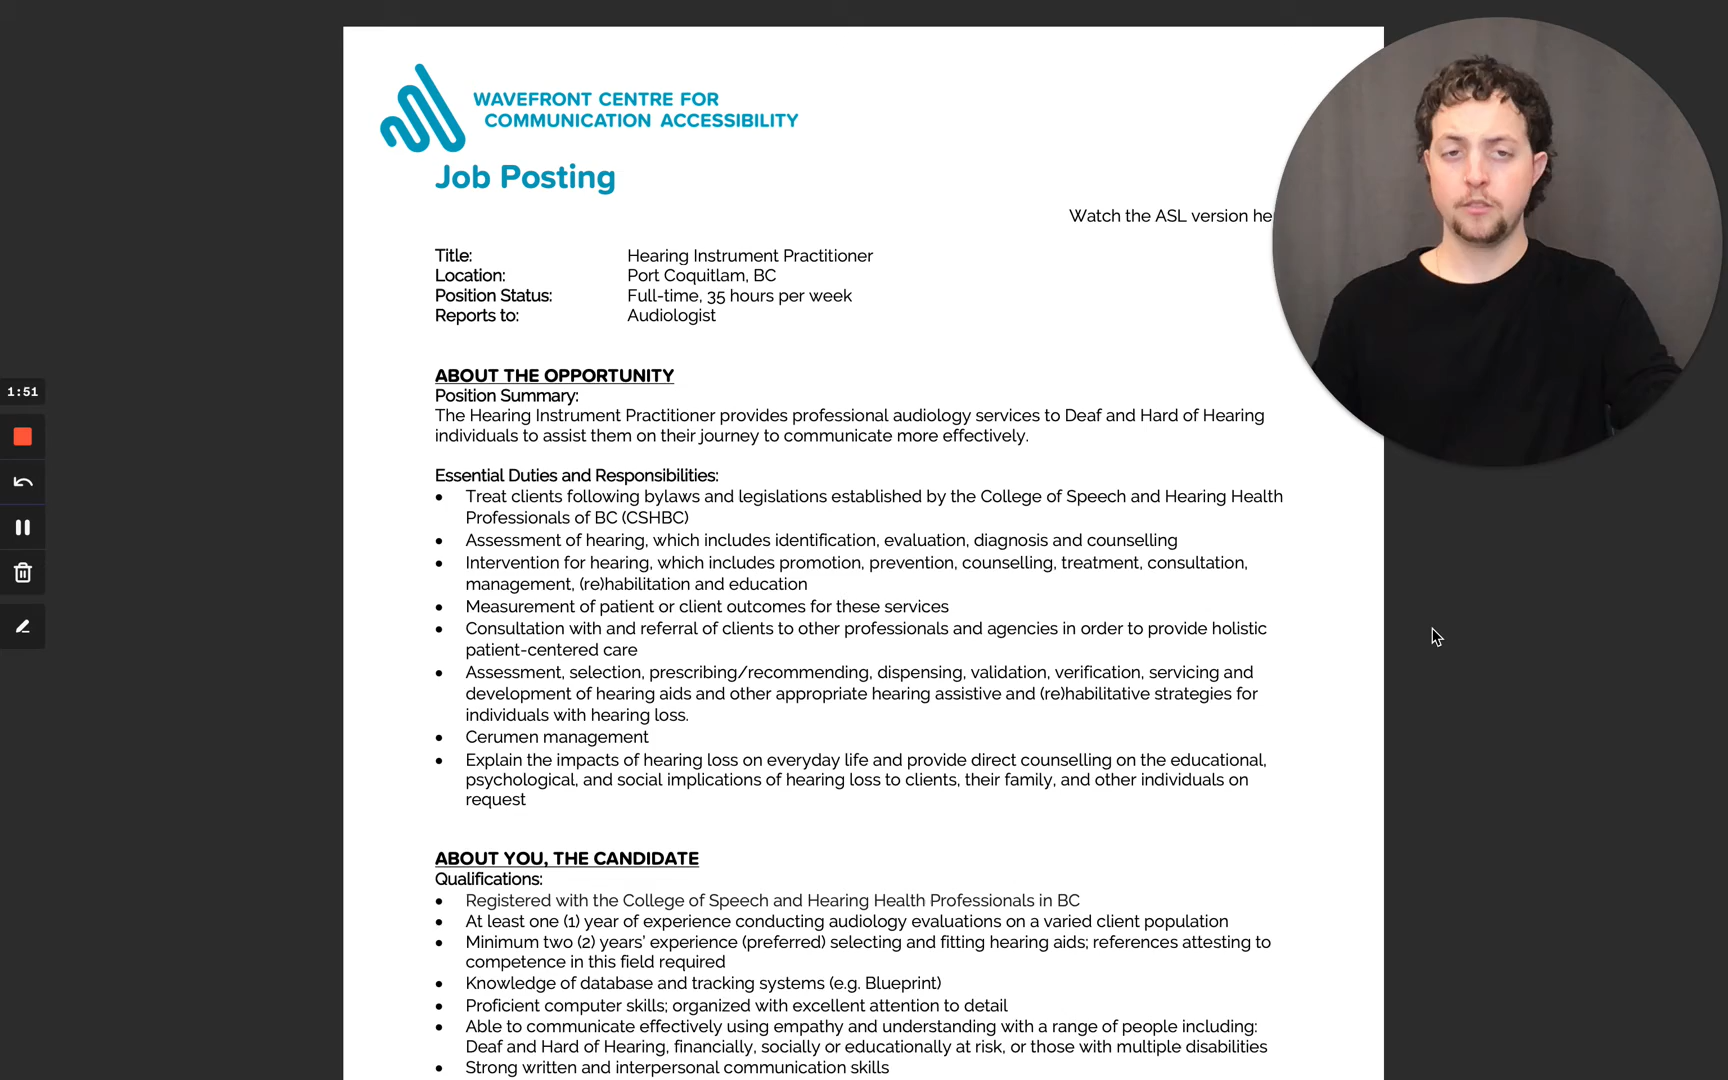 WAVEFRONT CENTRE FOR
COMMUNICATION ACCESSIBILITY
Job Posting
Watch the ASL version
Title: Hearing Instrument Practitioner
Location: Port Coquitlam, BC
Position Status: Full-time, 35 hours per week
Reports to: Audiologist
1:51
ABOUT THE OPPORTUNITY
Position Summary:
The Hearing Instrument Practitioner provides professional audiology services to Deaf and Hard of Hearing
individuals to assist them on their journey to communicate more effectively.
Essential Duties and Responsibilities:
• Treat clients following bylaws and legislations established by the College of Speech and Hearing Health
Professionals of BC (CSHBC)
• Assessment of hearing, which includes identification, evaluation, diagnosis and counselling
• Intervention for hearing, which includes promotion, prevention, counselling, treatment, consultation,
management, (re)habilitation and education
• Measurement of patient or client outcomes for these services
• Consultation with and referral of clients to other professionals and agencies in order to provide holistic
patient-centered care
• Assessment, selection, prescribing/recommending, dispensing, validation, verification, servicing and
development of hearing aids and other appropriate hearing assistive and (re)habilitative strategies for
individuals with hearing loss.
• Cerumen management
• Explain the impacts of hearing loss on everyday life and provide direct counselling on the educational,
psychological, and social implications of hearing loss to clients, their family, and other individuals on
request
ABOUT YOU, THE CANDIDATE
Qualifications:
• Registered with the College of Speech and Hearing Health Professionals in BC
• At least one (1) year of experience conducting audiology evaluations on a varied client population
• Minimum two (2) years' experience (preferred) selecting and fitting hearing aids; references attesting to
competence in this field required
• Knowledge of database and tracking systems (e.g. Blueprint)
• Proficient computer skills; organized with excellent attention to detail
• Able to communicate effectively using empathy and understanding with a range of people including:
Deaf and Hard of Hearing, financially, socially or educationally at risk, or those with multiple disabilities
• Strong written and interpersonal communication skills